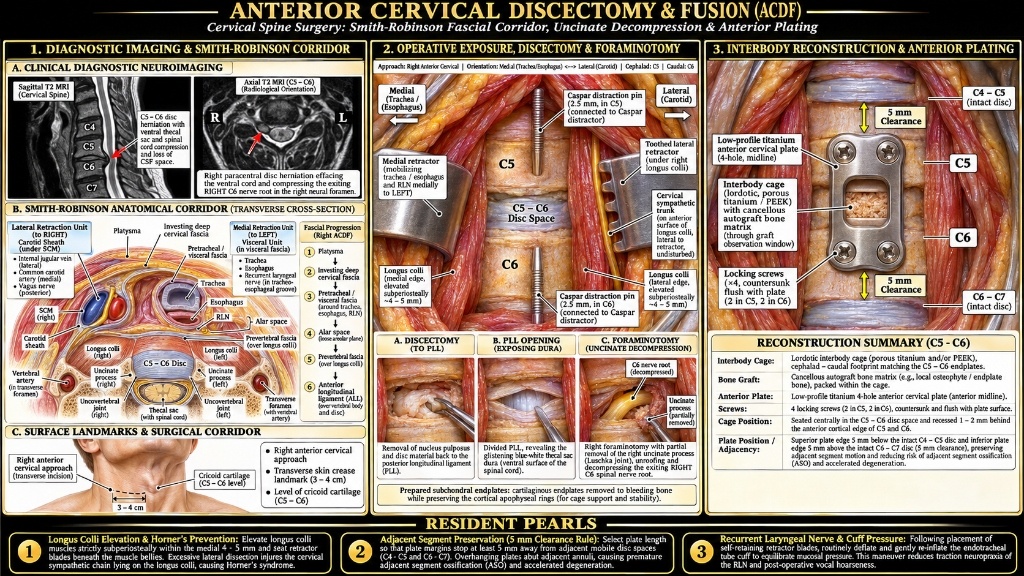 ANTERIOR CERVICAL DISCECTOMY & FUSION (ACDF)
Cervical Spine Surgery: Smith-Robinson Fascial Corridor, Uncinate Decompression & Anterior Plating
1. DIAGNOSTIC IMAGING & SMITH-ROBINSON CORRIDOR
A. CLINICAL DIAGNOSTIC NEUROIMAGING
Sagittal T2 MRI
(Cervical Spine)
C4
C5
C6
C7
C5 – C6 disc
herniation with
ventral thecal
sac and spinal
cord compression
and loss of
CSF space.
Axial T2 MRI (C5 – C6)
(Radiological Orientation)
R
L
Right paracentral disc herniation effacing
the ventral cord and compressing the exiting
RIGHT C6 nerve root in the right neural foramen.
B. SMITH-ROBINSON ANATOMICAL CORRIDOR (TRANSVERSE CROSS-SECTION)
Lateral Retraction Unit
(to RIGHT)
Carotid Sheath
(under SCM)
• Internal jugular vein
(lateral)
• Common carotid
artery (medial)
• Vagus nerve
(posterior)
Platysma
Investing deep
cervical fascia
Pretracheal /
visceral fascia
Medial Retraction Unit
(to LEFT)
Visceral Unit
(in visceral fascia)
• Trachea
• Esophagus
• Recurrent laryngeal
nerve (in tracheo-
esophageal groove)
Trachea
Esophagus
RLN
Alar space
Prevertebral fascia
(over longus colli)
SCM
(right)
Carotid
sheath
Longus colli
(right)
Longus colli
(left)
Vertebral
artery
(in transverse
foramen)
Uncinate
process
(right)
C5 – C6 Disc
Uncinate
process
(left)
Uncovertebral
joint (right)
Thecal sac
(with spinal cord)
Uncovertebral
joint (left)
Transverse
foramen
(with vertebral
artery)
Fascial Progression
(Right ACDF)
1 Platysma
2 Investing deep
cervical fascia
3 Pretracheal /
visceral fascia
(around trachea,
esophagus, RLN)
4 Alar space
(loose areolar plane)
5 Prevertebral fascia
(over longus colli)
6 Anterior
longitudinal
ligament (ALL)
(over vertebral body
and disc)
C. SURFACE LANDMARKS & SURGICAL CORRIDOR
Right anterior
cervical approach
(transverse incision)
3 – 4 cm
Cricoid cartilage
(C5 – C6 level)
• Right anterior cervical
approach
• Transverse skin crease
landmark (3 – 4 cm)
• Level of cricoid cartilage
(C5 – C6)
2. OPERATIVE EXPOSURE, DISCECTOMY & FORAMINOTOMY
Approach: Right Anterior Cervical | Orientation: Medial (Trachea/Esophagus) <--> Lateral (Carotid) | Cephalad: C5 | Caudal: C6
Medial
(Trachea /
Esophagus)
Caspar distraction pin
(2.5 mm, in C5)
(connected to Caspar
distractor)
Lateral
(Carotid)
Medial retractor
(mobilizing
trachea /
esophagus
and RLN
medially
to LEFT)
Toothed lateral
retractor
(under right
longus colli)
C5
C5 – C6
Disc Space
C6
Cervical
sympathetic
trunk
(on anterior
surface of
longus colli,
lateral to
retractor,
undisturbed)
Longus colli
(medial edge,
elevated
subperiosteally
~4 – 5 mm)
Caspar distraction pin
(2.5 mm, in C6)
(connected to Caspar
distractor)
Longus colli
(lateral edge,
elevated
subperiosteally
~4 – 5 mm)
A. DISCECTOMY
(TO PLL)
Removal of nucleus pulposus
and disc material back to the
posterior longitudinal ligament
(PLL).
B. PLL OPENING
(EXPOSING DURA)
Divided PLL, revealing the
glistening blue-white thecal sac
dura (ventral surface of the
spinal cord).
C. FORAMINOTOMY
(UNCINATE DECOMPRESSION)
C6 nerve root
(decompressed)
Uncinate
process
(partially
removed)
Right foraminotomy with partial
removal of the right uncinate process
(Luschka joint), unroofing and
decompressing the exiting RIGHT
C6 spinal nerve root.
Prepared subchondral endplates: cartilaginous endplates removed to bleeding bone
while preserving the cortical apophyseal rings (for cage support and stability).
3. INTERBODY RECONSTRUCTION & ANTERIOR PLATING
5 mm
Clearance
C4 – C5
(intact disc)
Low-profile titanium
anterior cervical plate
(4-hole, midline)
C5
Interbody cage
(lordotic, porous
titanium / PEEK)
with cancellous
autograft bone
matrix
(through graft
observation window)
C6
Locking screws
(×4, countersunk
flush with plate)
(2 in C5, 2 in C6)
5 mm
Clearance
C6 – C7
(intact disc)
RECONSTRUCTION SUMMARY (C5 - C6)
Interbody Cage: Lordotic interbody cage (porous titanium and/or PEEK),
cephalad – caudal footprint matching the C5 – C6 endplates.
Bone Graft: Cancellous autograft bone matrix (e.g., local osteophyte / endplate
bone), packed within the cage.
Anterior Plate: Low-profile titanium 4-hole anterior cervical plate (anterior midline).
Screws: 4 locking screws (2 in C5, 2 in C6), countersunk and flush with plate surface.
Cage Position: Seated centrally in the C5 – C6 disc space and recessed 1 – 2 mm behind
the anterior cortical edge of C5 and C6.
Plate Position /
Adjacency: Superior plate edge 5 mm below the intact C4 – C5 disc and inferior plate
edge 5 mm above the intact C6 – C7 disc (5 mm clearance), preserving
adjacent segment motion and reducing risk of adjacent segment ossification
(ASO) and accelerated degeneration.
RESIDENT PEARLS
1 Longus Colli Elevation & Horner's Prevention: Elevate longus colli
muscles strictly subperiosteally within the medial 4 - 5 mm and seat retractor
blades beneath the muscle bellies. Excessive lateral dissection injures the cervical
sympathetic chain lying on the longus colli, causing Horner's syndrome.
2 Adjacent Segment Preservation (5 mm Clearance Rule): Select plate length
so that plate margins stop at least 5 mm away from adjacent mobile disc spaces
(C4 - C5 and C6 - C7). Overhanging plates abut adjacent annuli, causing premature
adjacent segment ossification (ASO) and accelerated degeneration.
3 Recurrent Laryngeal Nerve & Cuff Pressure: Following placement of
self-retaining retractor blades, routinely deflate and gently re-inflate the endotracheal
tube cuff to equilibrate mucosal pressure. This maneuver reduces traction neuropraxia of
the RLN and post-operative vocal hoarseness.